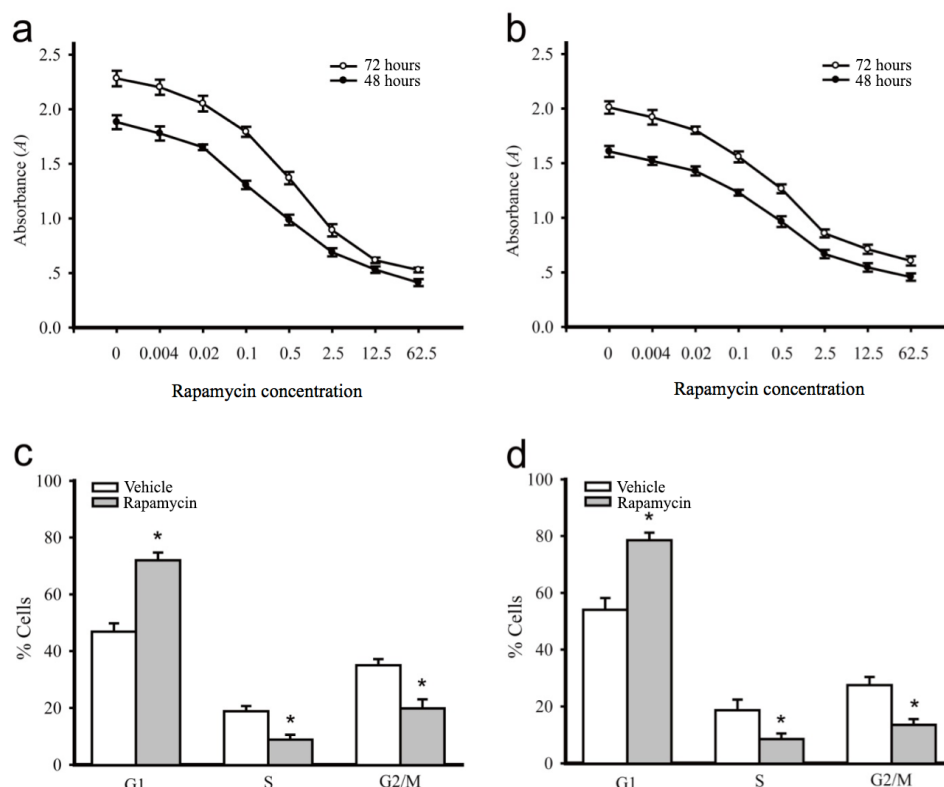 a
2.5
2.0
1.5
1.0
.5
0.0
Absorbance (A)
72 hours
48 hours
0 0.004 0.02 0.1 0.5 2.5 12.5 62.5
Rapamycin concentration
b
2.5
2.0
1.5
1.0
.5
0.0
Absorbance (A)
72 hours
48 hours
0 0.004 0.02 0.1 0.5 2.5 12.5 62.5
Rapamycin concentration
c
100
80
60
40
20
0
% Cells
Vehicle
Rapamycin
*
*
*
G1 S G2/M
d
100
80
60
40
20
0
% Cells
Vehicle
Rapamycin
*
*
*
G1 S G2/M